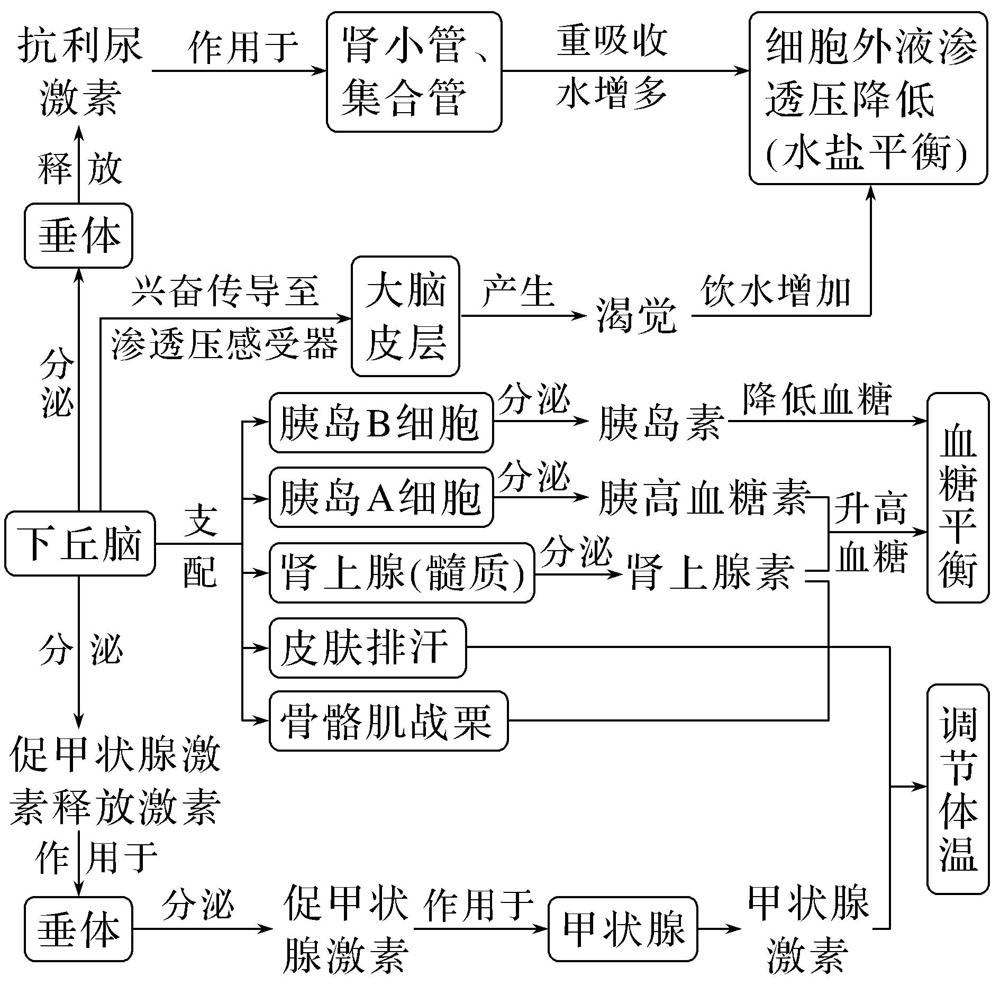 抗利尿
激素
作用于
肾小管、
集合管
重吸收
水增多
细胞外液渗
透压降低
(水盐平衡)
释放
垂体
分泌
兴奋传导至
渗透压感受器
大脑
皮层
产生
渴觉
饮水增加
胰岛B细胞
分泌
胰岛素
降低血糖
血糖平衡
胰岛A细胞
分泌
胰高血糖素
升高
血糖
下丘脑
支配
肾上腺(髓质)
分泌
肾上腺素
皮肤排汗
骨骼肌战栗
调节体温
分泌
促甲状腺激
素释放激素
作用于
垂体
分泌
促甲状
腺激素
作用于
甲状腺
甲状腺
激素